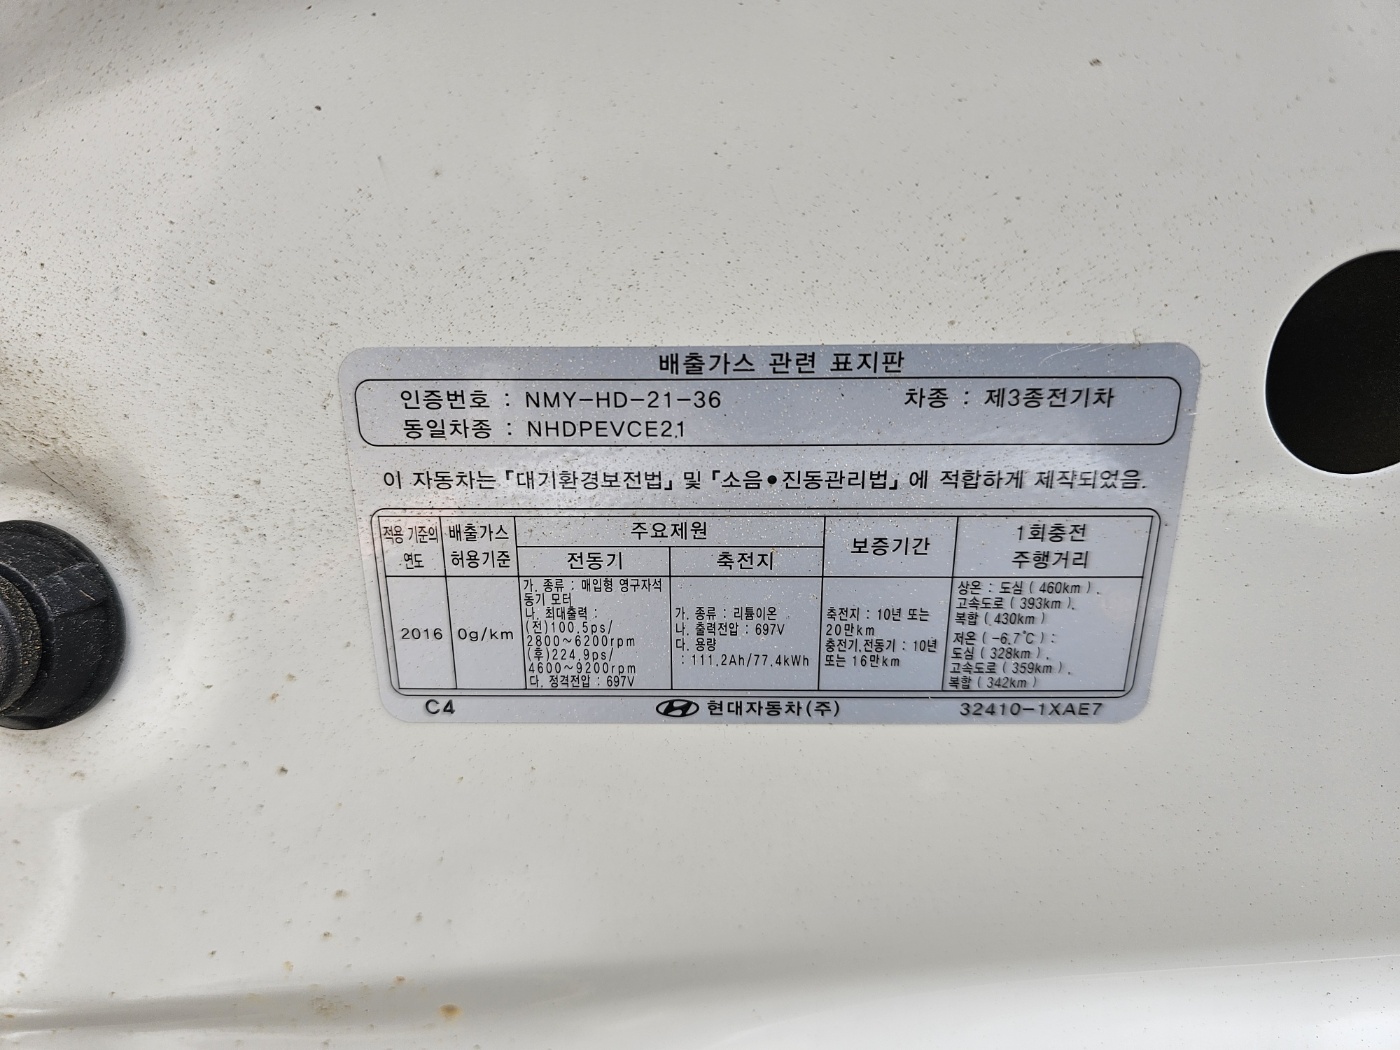 배출가스 관련 표지판
인증번호 : NMY-HD-21-36 차종 : 제3종전기차
동일차종 : NHDPEVCE21
이 자동차는「대기환경보전법」및「소음•진동관리법」에 적합하게 제작되었음.
적용 기준의
연도
배출가스
허용기준
주요제원
전동기
축전지
보증기간
1회충전
주행거리
2016
0g/km
가. 종류 : 매입형 영구자석
동기 모터
나. 최대출력 :
(전)100.5ps/
2800~6200rpm
(후)224.9ps/
4600~9200rpm
다. 정격전압 : 697V
가. 종류 : 리튬이온
나. 출력전압 : 697V
다. 용량
: 111.2Ah/77.4kWh
축전지 : 10년 또는
20만km
충전기,전동기 : 10년
또는 16만km
상온 : 도심 ( 460km ),
고속도로 ( 393km ),
복합 ( 430km )
저온 ( -6.7℃ ) :
도심 ( 328km ),
고속도로 ( 359km ),
복합 ( 342km )
C4 현대자동차(주) 32410-1XAE7